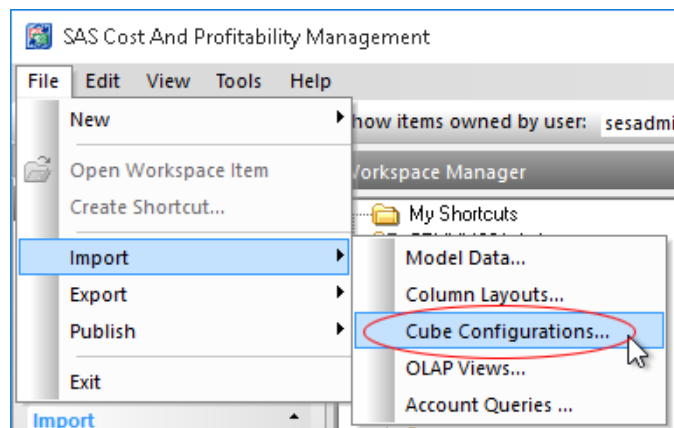 SAS Cost And Profitability Management
File Edit View Tools Help
New
how items owned by user: sesadmi
Open Workspace Item
Workspace Manager
Create Shortcut...
My Shortcuts
Import
Model Data...
Export
Column Layouts...
Publish
Cube Configurations...
OLAP Views...
Exit
Account Queries ...
Import